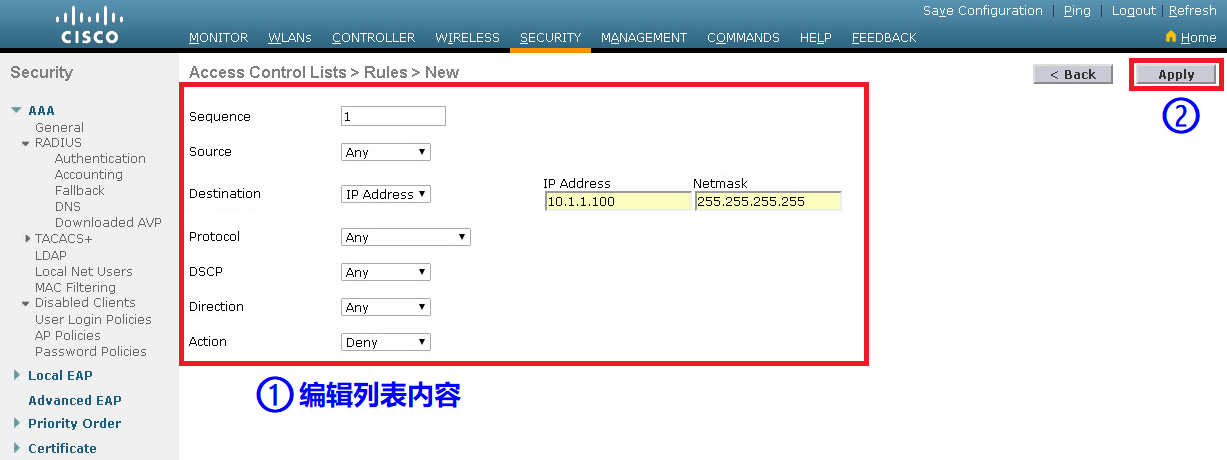 Save Configuration | Ping | Logout | Refresh
CISCO
MONITOR WLANs CONTROLLER WIRELESS SECURITY MANAGEMENT COMMANDS HELP FEEDBACK
Home
Security
AAA
General
RADIUS
Authentication
Accounting
Fallback
DNS
Downloaded AVP
TACACS+
LDAP
Local Net Users
MAC Filtering
Disabled Clients
User Login Policies
AP Policies
Password Policies
Local EAP
Advanced EAP
Priority Order
Certificate
Access Control Lists > Rules > New
< Back
Apply
②
Sequence 1
Source Any
IP Address Netmask
Destination IP Address 10.1.1.100 255.255.255.255
Protocol Any
DSCP Any
Direction Any
Action Deny
① 编辑列表内容